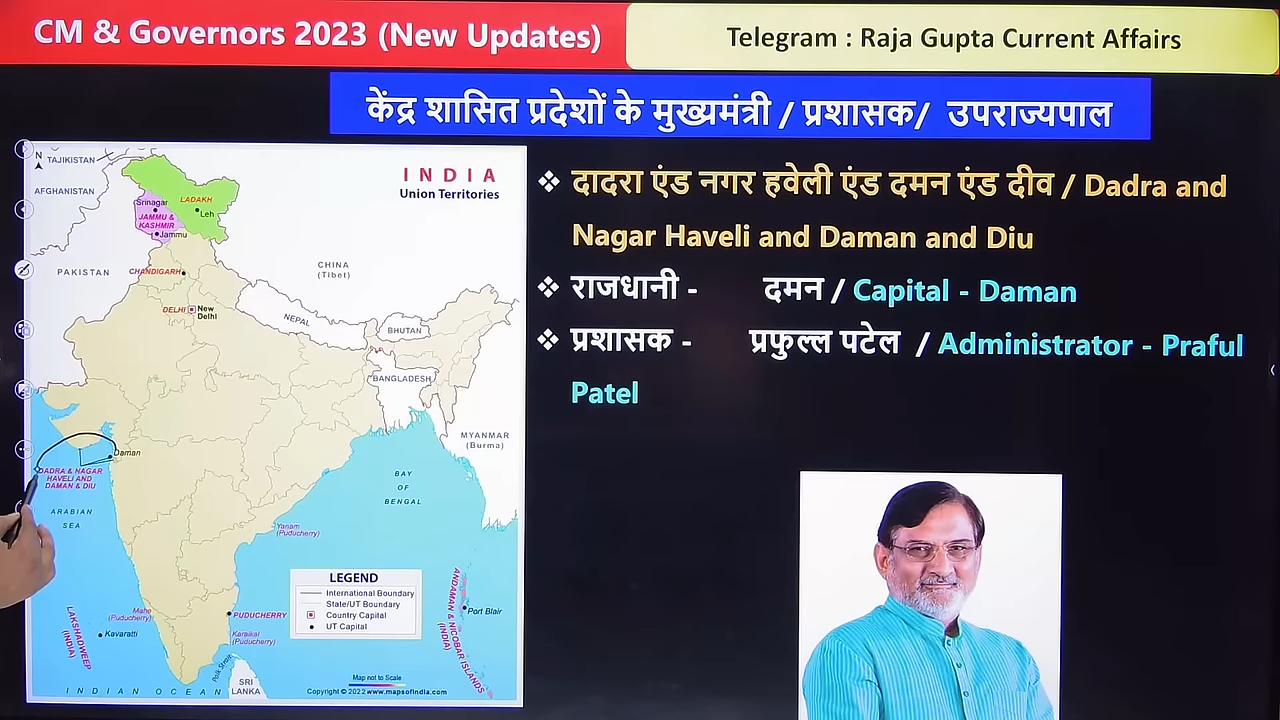 CM & Governors 2023 (New Updates)
Telegram : Raja Gupta Current Affairs
केंद्र शासित प्रदेशों के मुख्यमंत्री / प्रशासक/ उपराज्यपाल
❖ दादरा एंड नगर हवेली एंड दमन एंड दीव / Dadra and
Nagar Haveli and Daman and Diu
❖ राजधानी - दमन / Capital - Daman
❖ प्रशासक - प्रफुल्ल पटेल / Administrator - Praful
Patel
N
TAJIKISTAN
INDIA
Union Territories
AFGHANISTAN
LADAKH
Srinagar
Leh
JAMMU &
KASHMIR
Jammu
CHINA
(Tibet)
PAKISTAN
CHANDIGARH
DELHI
New
Delhi
NEPAL
BHUTAN
BANGLADESH
MYANMAR
(Burma)
Daman
DADRA & NAGAR
HAVELI AND
DAMAN & DIU
BAY
OF
BENGAL
ARABIAN
SEA
Yanam
(Puducherry)
LEGEND
International Boundary
State/UT Boundary
Country Capital
UT Capital
ANDAMAN & NICOBAR ISLANDS
(INDIA)
Port Blair
Mahe
(Puducherry)
PUDUCHERRY
LAKSHADWEEP
(INDIA)
Kavaratti
Karaikal
(Puducherry)
Palk Strait
SRI
LANKA
Map not to Scale
INDIAN OCEAN
Copyright © 2022 www.mapsofindia.com